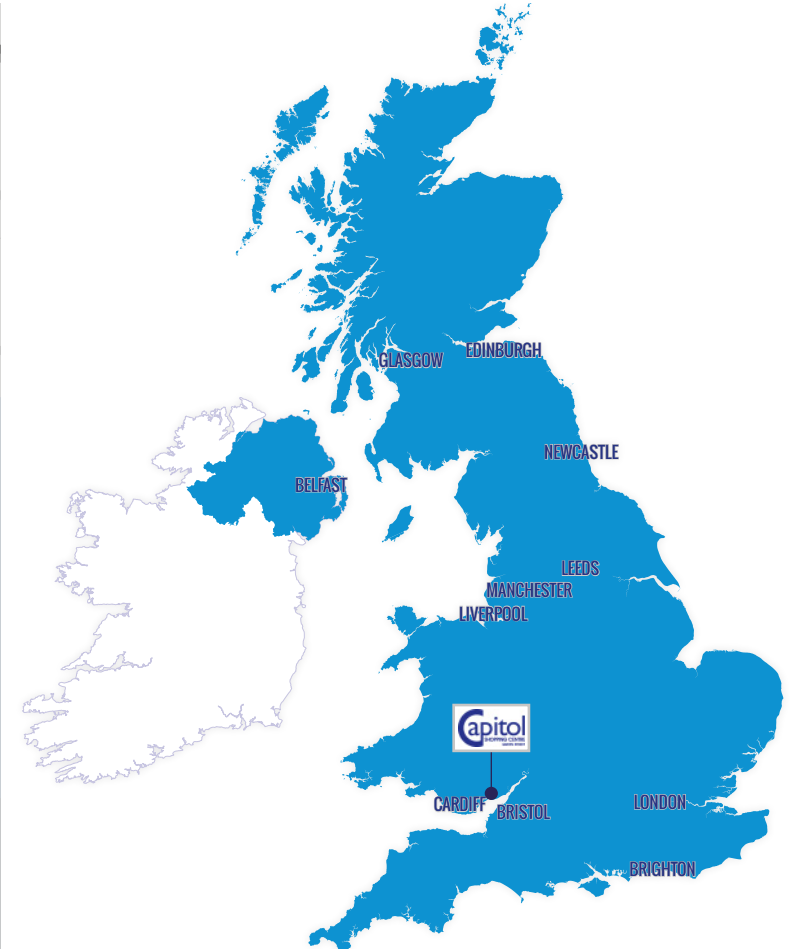 EDINBURGH
GLASGOW
NEWCASTLE
BELFAST
LEEDS
MANCHESTER
LIVERPOOL
Capitol
SHOPPING CENTRE
CARDIFF
BRISTOL
LONDON
BRIGHTON